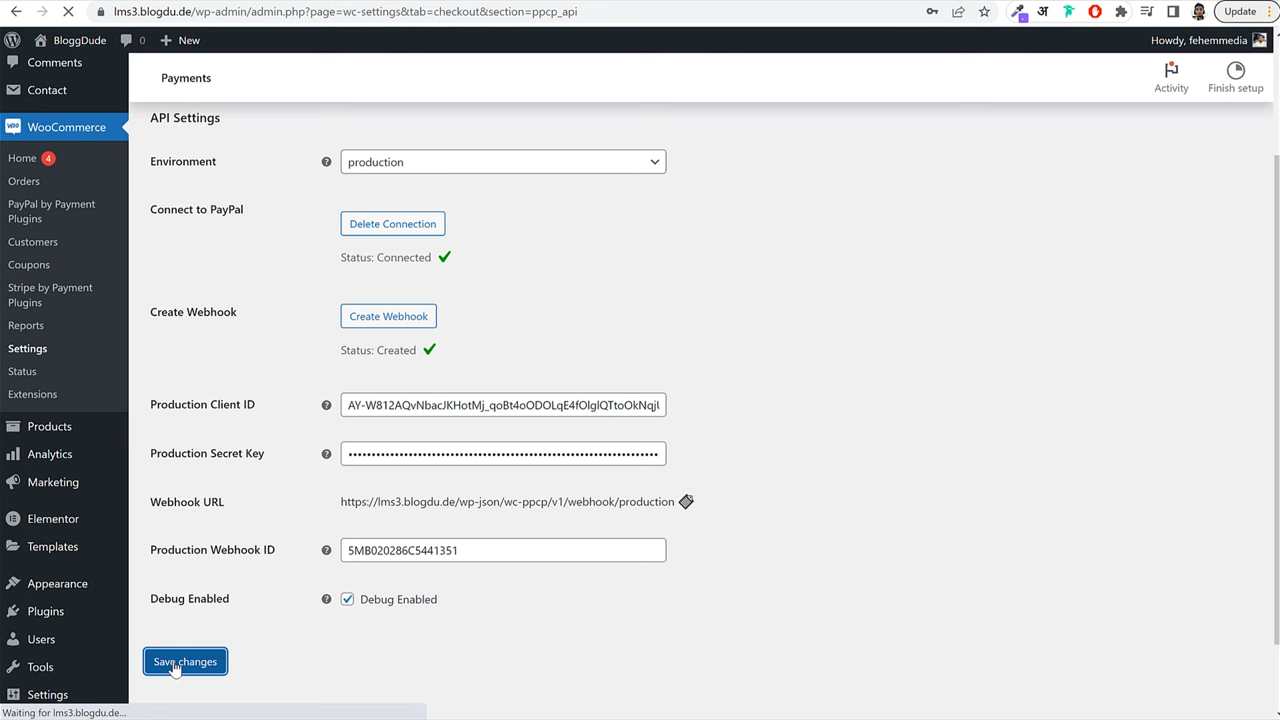 lms3.blogdu.de/wp-admin/admin.php?page=wc-settings&tab=checkout&section=ppcp_api
अ
Update
BloggDude
0
New
Howdy, fehemmedia
Comments
Contact
WooCommerce
Home 4
Orders
PayPal by Payment
Plugins
Customers
Coupons
Stripe by Payment
Plugins
Reports
Settings
Status
Extensions
Products
Analytics
Marketing
Elementor
Templates
Appearance
Plugins
Users
Tools
Settings
Payments
Activity
Finish setup
API Settings
Environment
production
Connect to PayPal
Delete Connection
Status: Connected
Create Webhook
Create Webhook
Status: Created
Production Client ID
Production Secret Key
Webhook URL
https://lms3.blogdu.de/wp-json/wc-ppcp/v1/webhook/production
Production Webhook ID
5MB020286C5441351
Debug Enabled
Debug Enabled
Save changes
Waiting for lms3.blogdu.de...